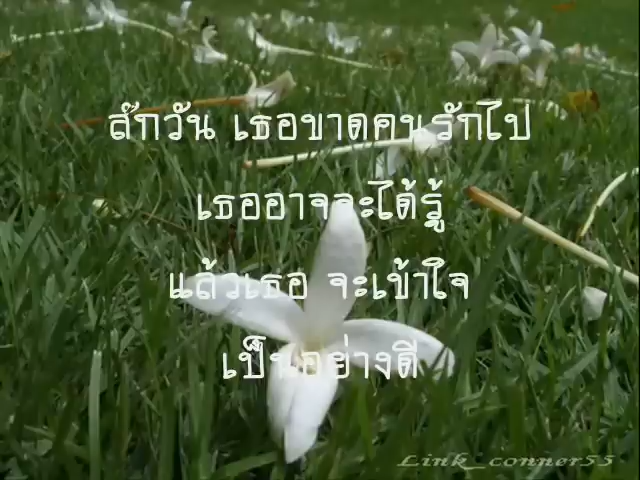 สักวัน เธอขาดคนรักไป
เธออาจจะได้รู้
แล้วเธอ จะเข้าใจ
เป็นอย่างดี
Link_conner55